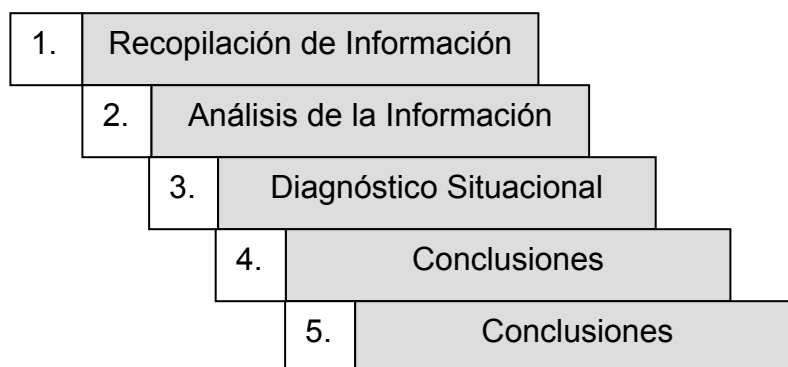 1. Recopilación de Información
2. Análisis de la Información
3. Diagnóstico Situacional
4. Conclusiones
5. Conclusiones